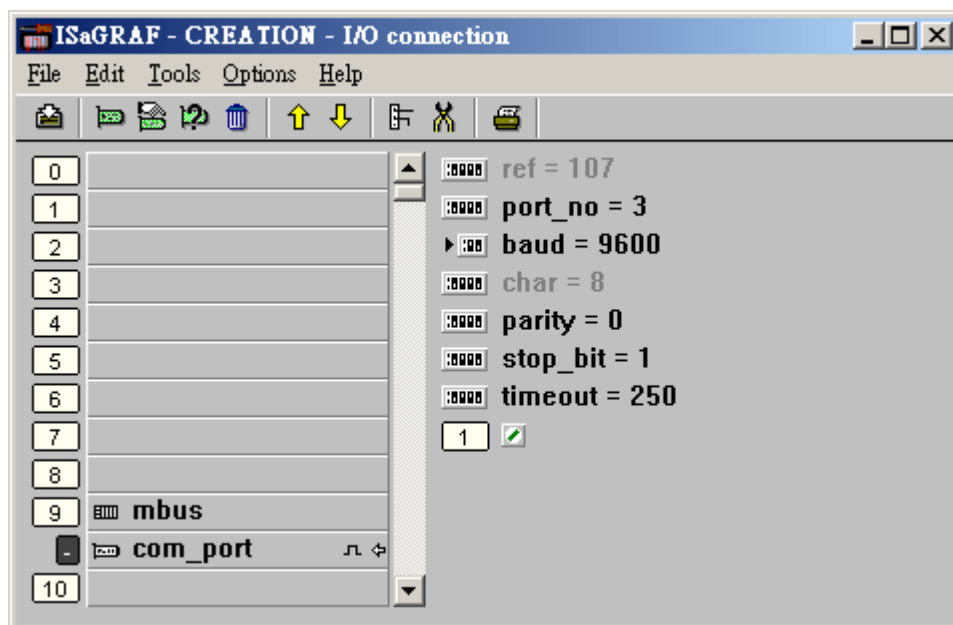 ISaGRAF - CREATION - I/O connection
File Edit Tools Options Help
0
1
2
3
4
5
6
7
8
9 mbus
- com_port
10
ref = 107
port_no = 3
baud = 9600
char = 8
parity = 0
stop_bit = 1
timeout = 250
1